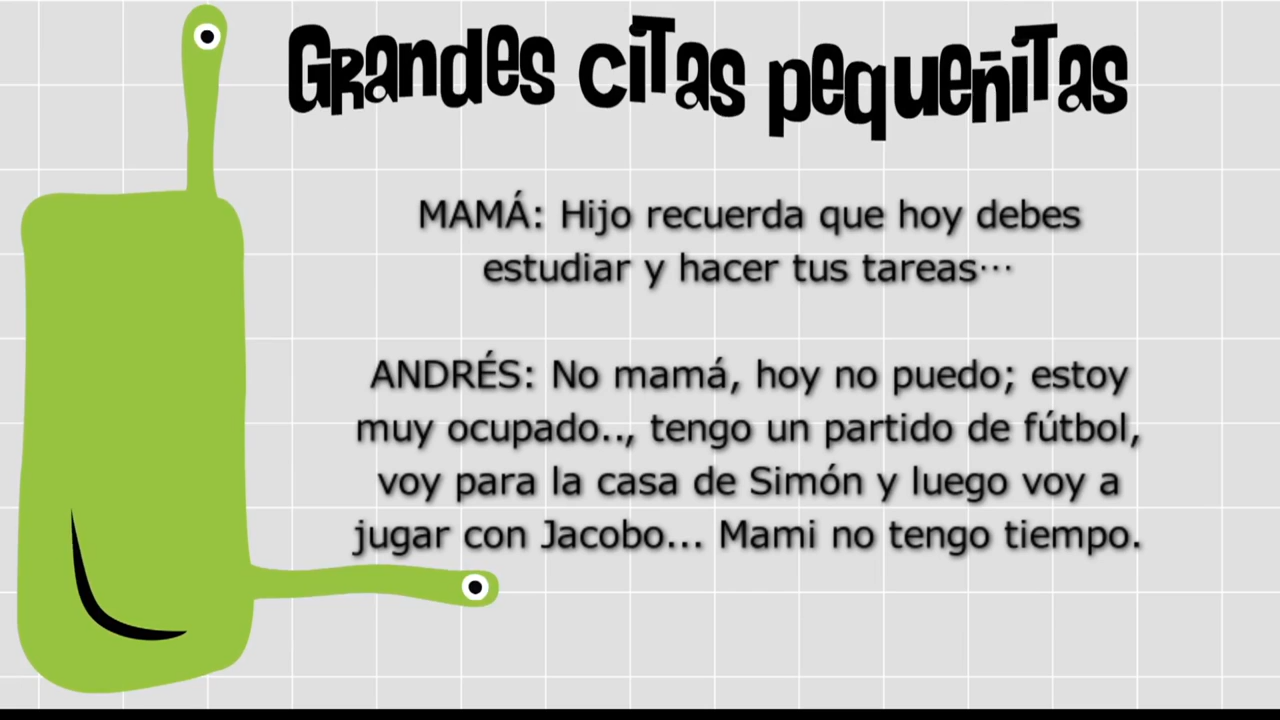 Grandes citas pequeñitas
MAMÁ: Hijo recuerda que hoy debes
estudiar y hacer tus tareas···
ANDRÉS: No mamá, hoy no puedo; estoy
muy ocupado.., tengo un partido de fútbol,
voy para la casa de Simón y luego voy a
jugar con Jacobo... Mami no tengo tiempo.